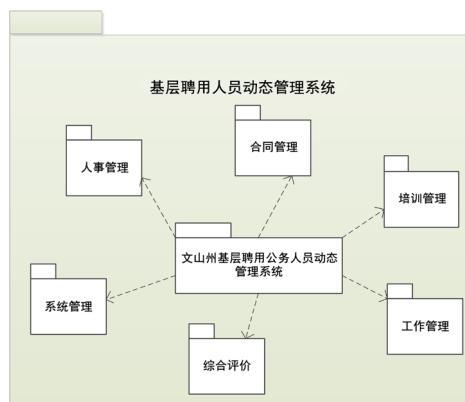 基层聘用人员动态管理系统
合同管理
人事管理
培训管理
文山州基层聘用公务人员动态
管理系统
系统管理
工作管理
综合评价